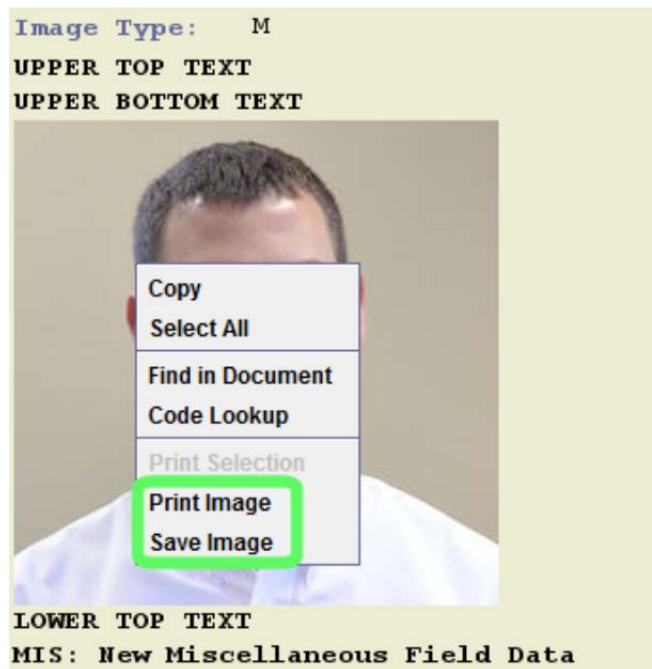 Image Type: M
UPPER TOP TEXT
UPPER BOTTOM TEXT
Copy
Select All
Find in Document
Code Lookup
Print Selection
Print Image
Save Image
LOWER TOP TEXT
MIS: New Miscellaneous Field Data